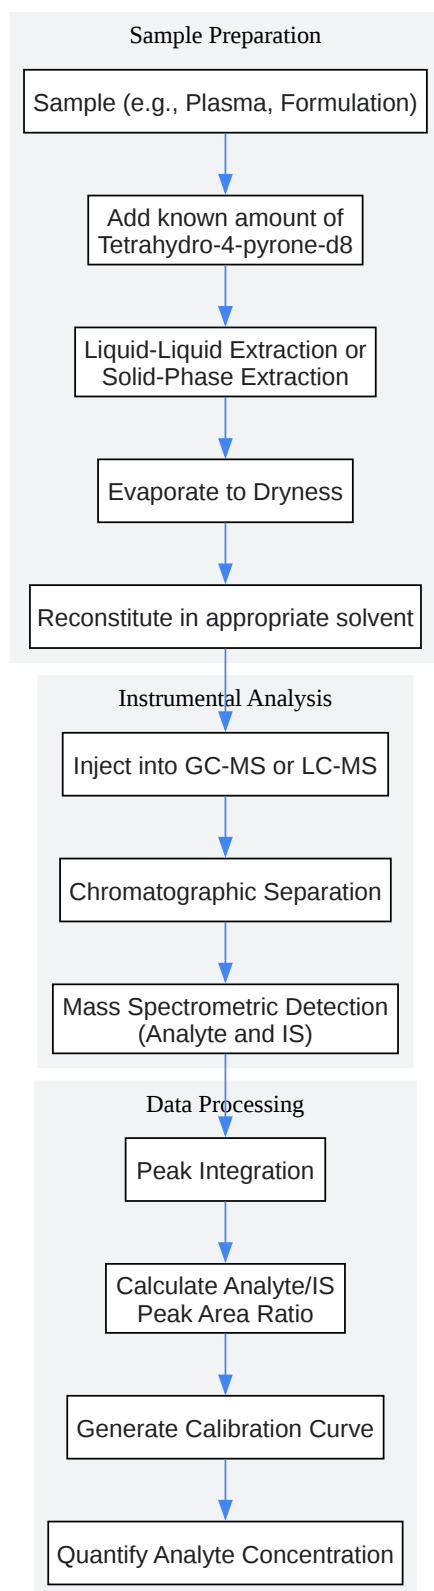 Sample Preparation
Sample (e.g., Plasma, Formulation)
Add known amount of
Tetrahydro-4-pyrone-d8
Liquid-Liquid Extraction or
Solid-Phase Extraction
Evaporate to Dryness
Reconstitute in appropriate solvent
Instrumental Analysis
Inject into GC-MS or LC-MS
Chromatographic Separation
Mass Spectrometric Detection
(Analyte and IS)
Data Processing
Peak Integration
Calculate Analyte/IS
Peak Area Ratio
Generate Calibration Curve
Quantify Analyte Concentration